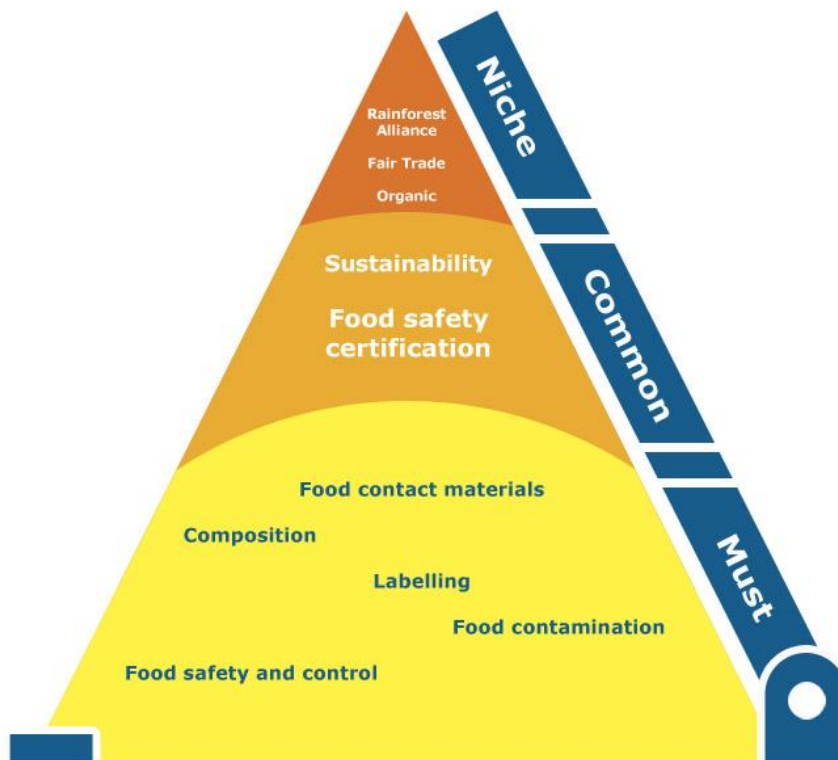 Rainforest
Alliance
Fair Trade
Organic
Niche
Sustainability
Food safety
certification
Common
Food contact materials
Composition
Labelling
Food contamination
Food safety and control
Must